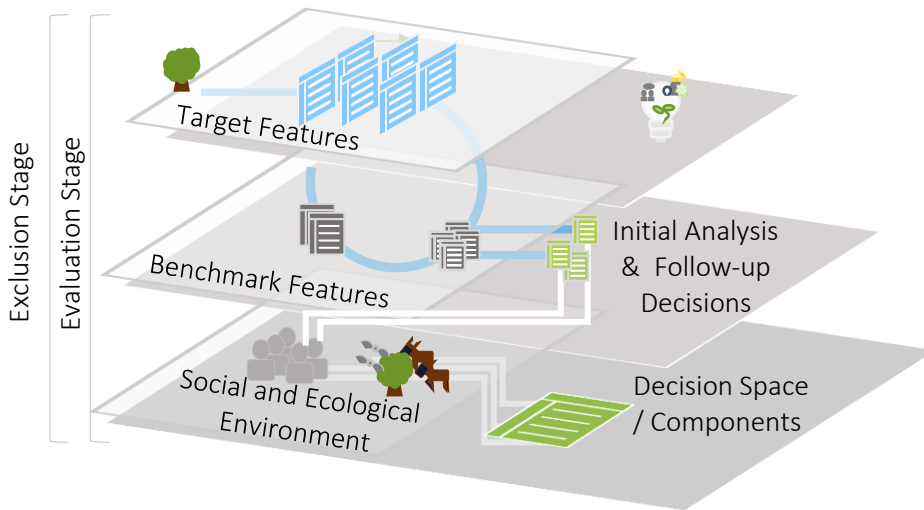 Exclusion Stage
Evaluation Stage
Target Features
Benchmark Features
Initial Analysis
& Follow-up
Decisions
Social and Ecological
Environment
Decision Space
/ Components